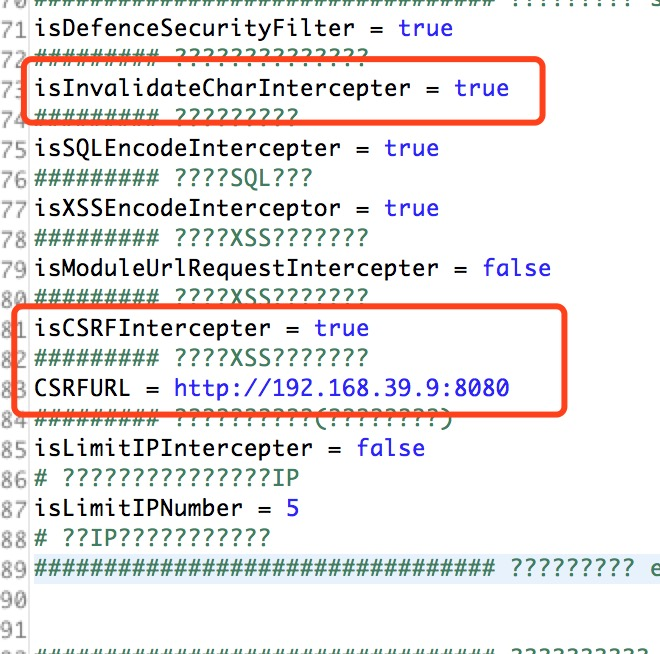 71 isDefenceSecurityFilter = true
72 ######### ??????????????
73 isInvalidateCharIntercepter = true
74 ######### ?????????
75 isSQLEncodeIntercepter = true
76 ######### ????SQL???
77 isXSSEncodeInterceptor = true
78 ######### ????XSS???????
79 isModuleUrlRequestIntercepter = false
80 ######### ????XSS???????
81 isCSRFIntercepter = true
82 ######### ????XSS???????
83 CSRFURL = http://192.168.39.9:8080
84 ######### ??????????(????????)
85 isLimitIPIntercepter = false
86 # ???????????????IP
87 isLimitIPNumber = 5
88 # ??IP???????????
89 ################################# ????????? e
90
91